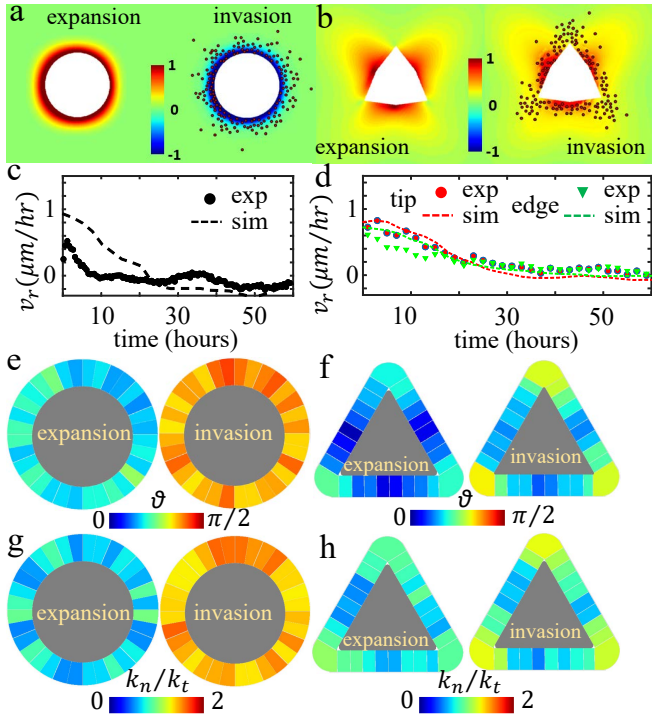 a expansion invasion b
1 0 -1
1 0 -1
expansion invasion
c d
v_r (μm/hr) 1 0 exp sim
10 30 50
time (hours)
v_r (μm/hr) 1 0 tip exp sim edge exp sim
10 30 50
time (hours)
e f
expansion invasion expansion invasion
0 ϑ π/2 0 ϑ π/2
g h
expansion invasion expansion invasion
k_n/k_t k_n/k_t
0 2 0 2